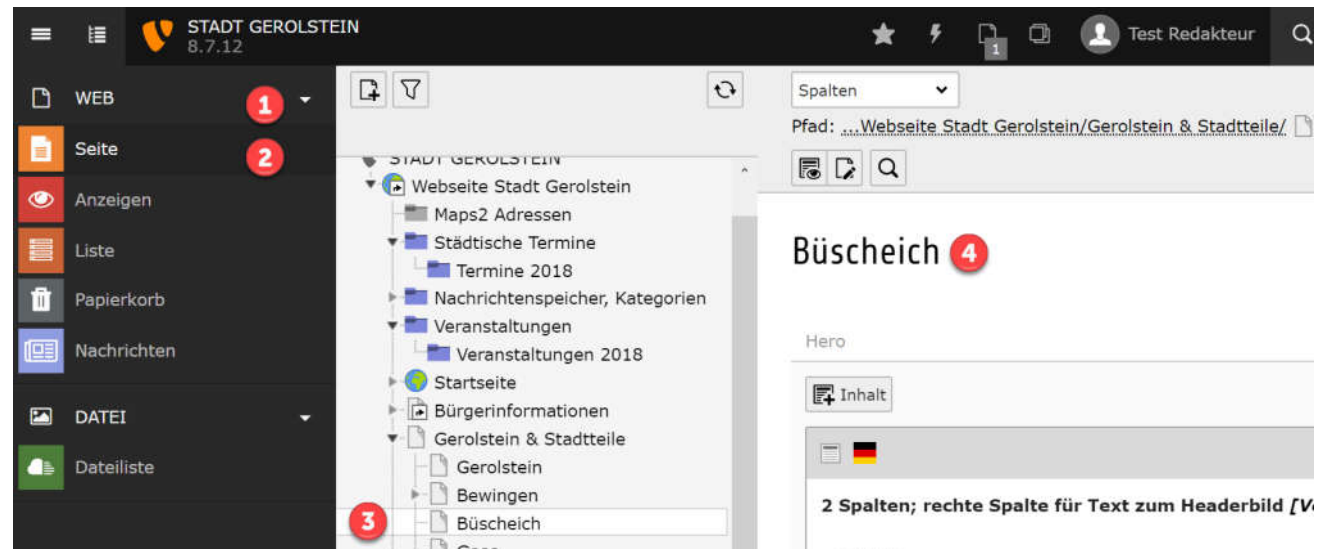 STADT GEROLSTEIN
8.7.12
1
Test Redakteur
WEB
1
Seite
2
Anzeigen
Liste
Papierkorb
Nachrichten
DATEI
Dateiliste
STADT GEROLSTEIN
Webseite Stadt Gerolstein
Maps2 Adressen
Städtische Termine
Termine 2018
Nachrichtenspeicher, Kategorien
Veranstaltungen
Veranstaltungen 2018
Startseite
Bürgerinformationen
Gerolstein & Stadtteile
Gerolstein
Bewingen
3
Büscheich
Spalten
Pfad: ...Webseite Stadt Gerolstein/Gerolstein & Stadtteile/
Büscheich 4
Hero
Inhalt
2 Spalten; rechte Spalte für Text zum Headerbild